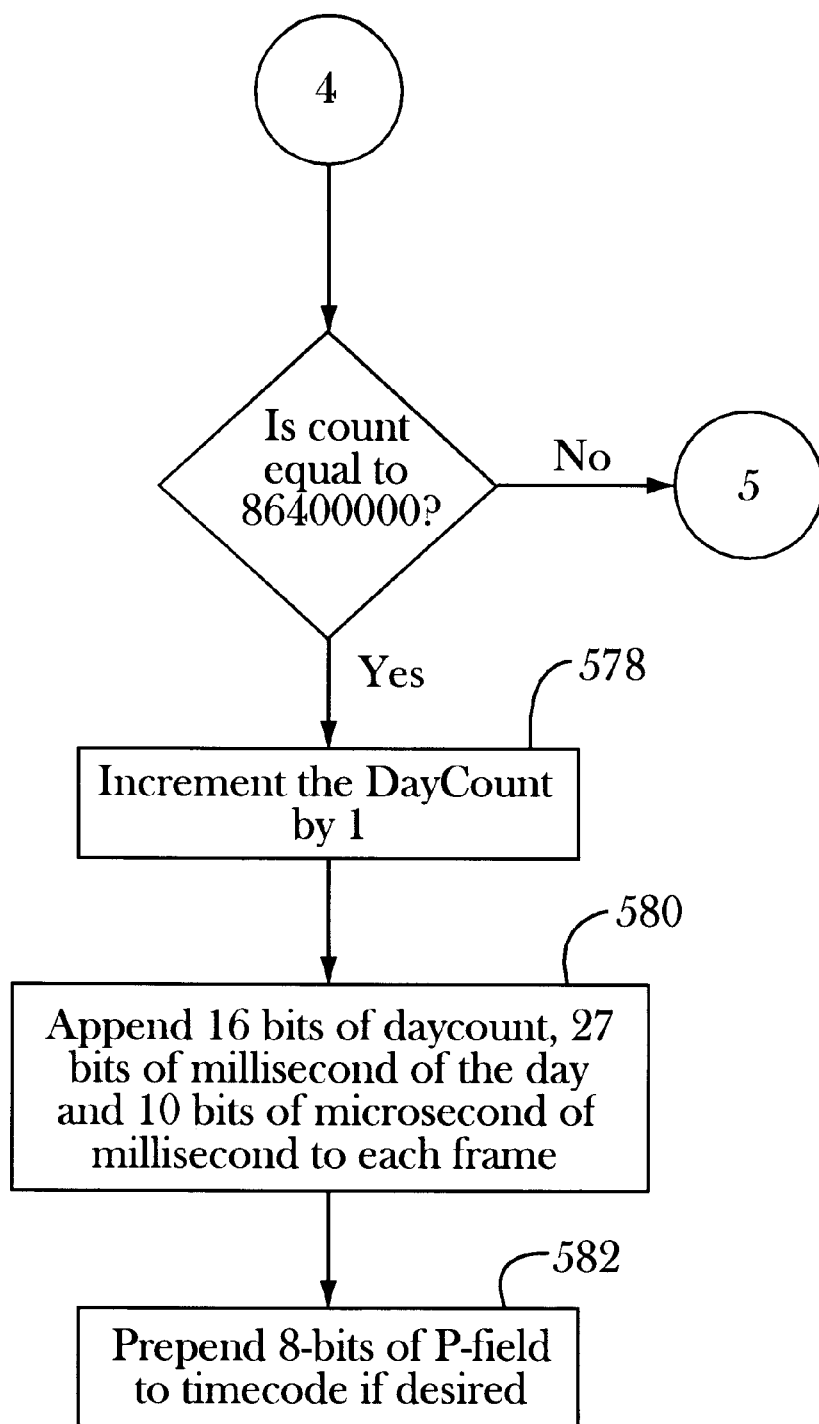 4
Is count
equal to
86400000?
No
5
Yes
578
Increment the DayCount
by 1
580
Append 16 bits of daycount, 27
bits of millisecond of the day
and 10 bits of microsecond of
millisecond to each frame
582
Prepend 8-bits of P-field
to timecode if desired